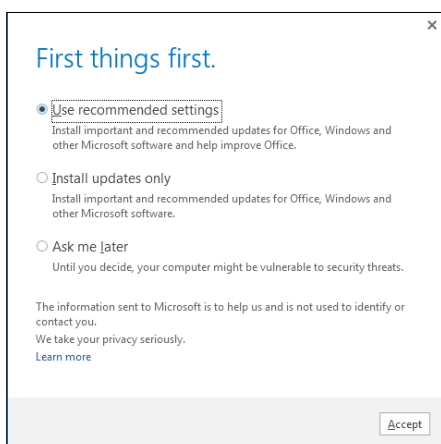 First things first.
Use recommended settings
Install important and recommended updates for Office, Windows and
other Microsoft software and help improve Office.
Install updates only
Install important and recommended updates for Office, Windows and
other Microsoft software.
Ask me later
Until you decide, your computer might be vulnerable to security threats.
The information sent to Microsoft is to help us and is not used to identify or
contact you.
We take your privacy seriously.
Learn more
Accept